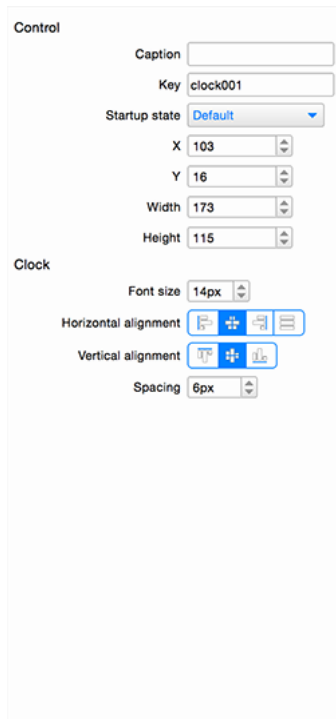 Control
Caption
Key clock001
Startup state Default
X 103
Y 16
Width 173
Height 115
Clock
Font size 14px
Horizontal alignment
Vertical alignment
Spacing 6px